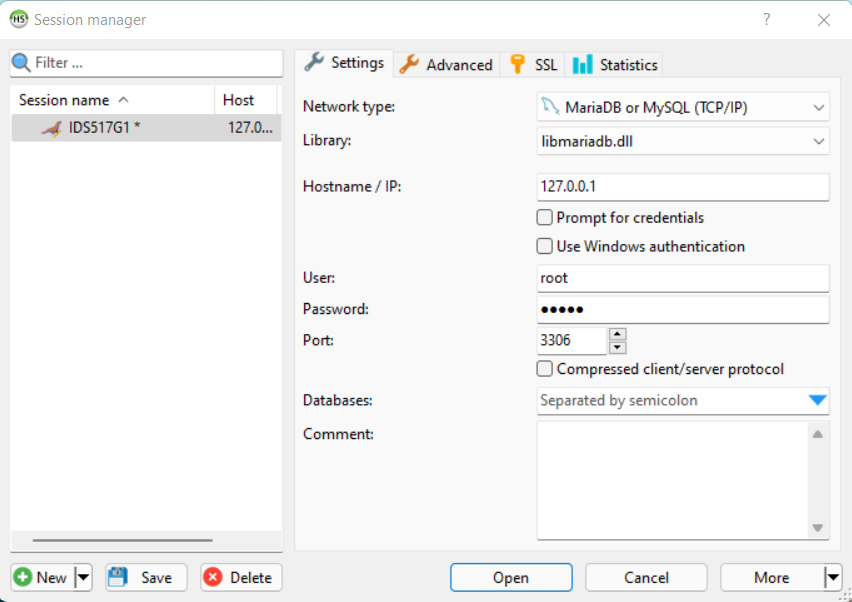 HS Session manager ?
Filter ...
Settings Advanced SSL Statistics
Session name Host
IDS517G1 * 127.0...
Network type: MariaDB or MySQL (TCP/IP)
Library: libmariadb.dll
Hostname / IP: 127.0.0.1
Prompt for credentials
Use Windows authentication
User: root
Password: ●●●●●
Port: 3306
Compressed client/server protocol
Databases: Separated by semicolon
Comment:
New Save Delete Open Cancel More